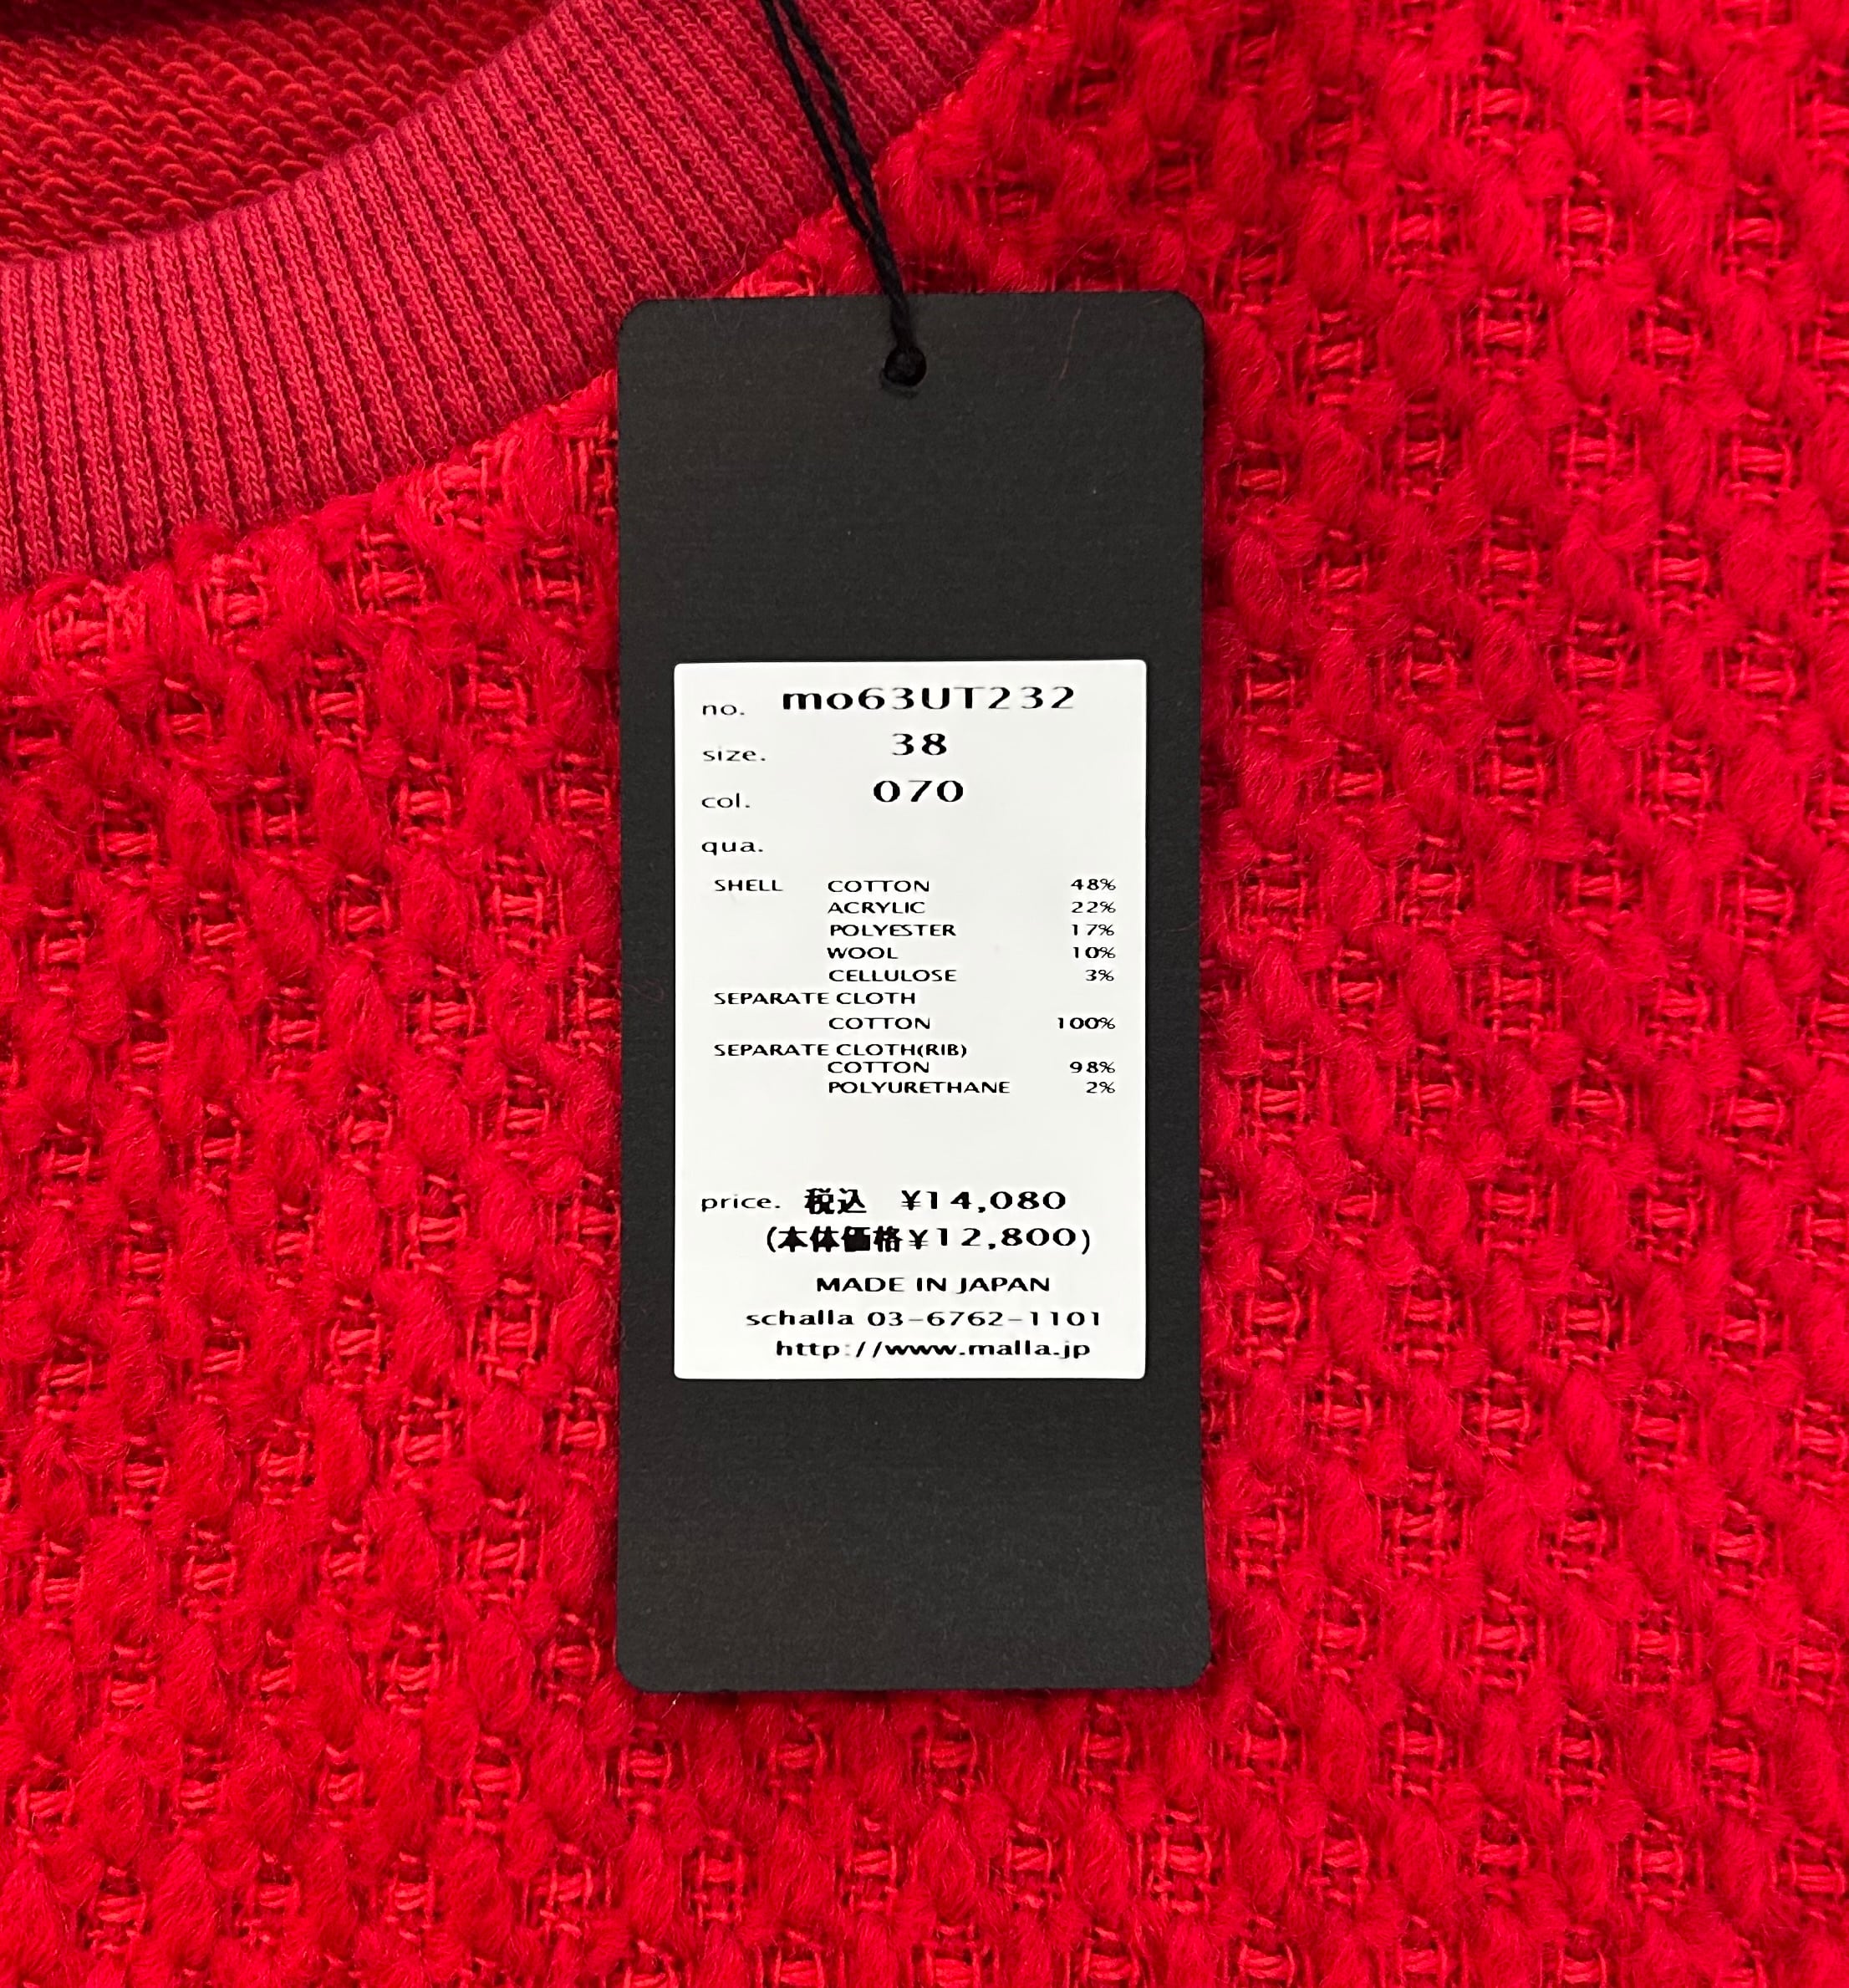 no. mo63UT232
size. 38
col. 070
qua.
SHELL COTTON 48%
ACRYLIC 22%
POLYESTER 17%
WOOL 10%
CELLULOSE 3%
SEPARATE CLOTH
COTTON 100%
SEPARATE CLOTH(RIB)
COTTON 98%
POLYURETHANE 2%
price. 税込 ¥14,080
(本体価格¥12,800)
MADE IN JAPAN
schalla 03-6762-1101
http://www.malla.jp